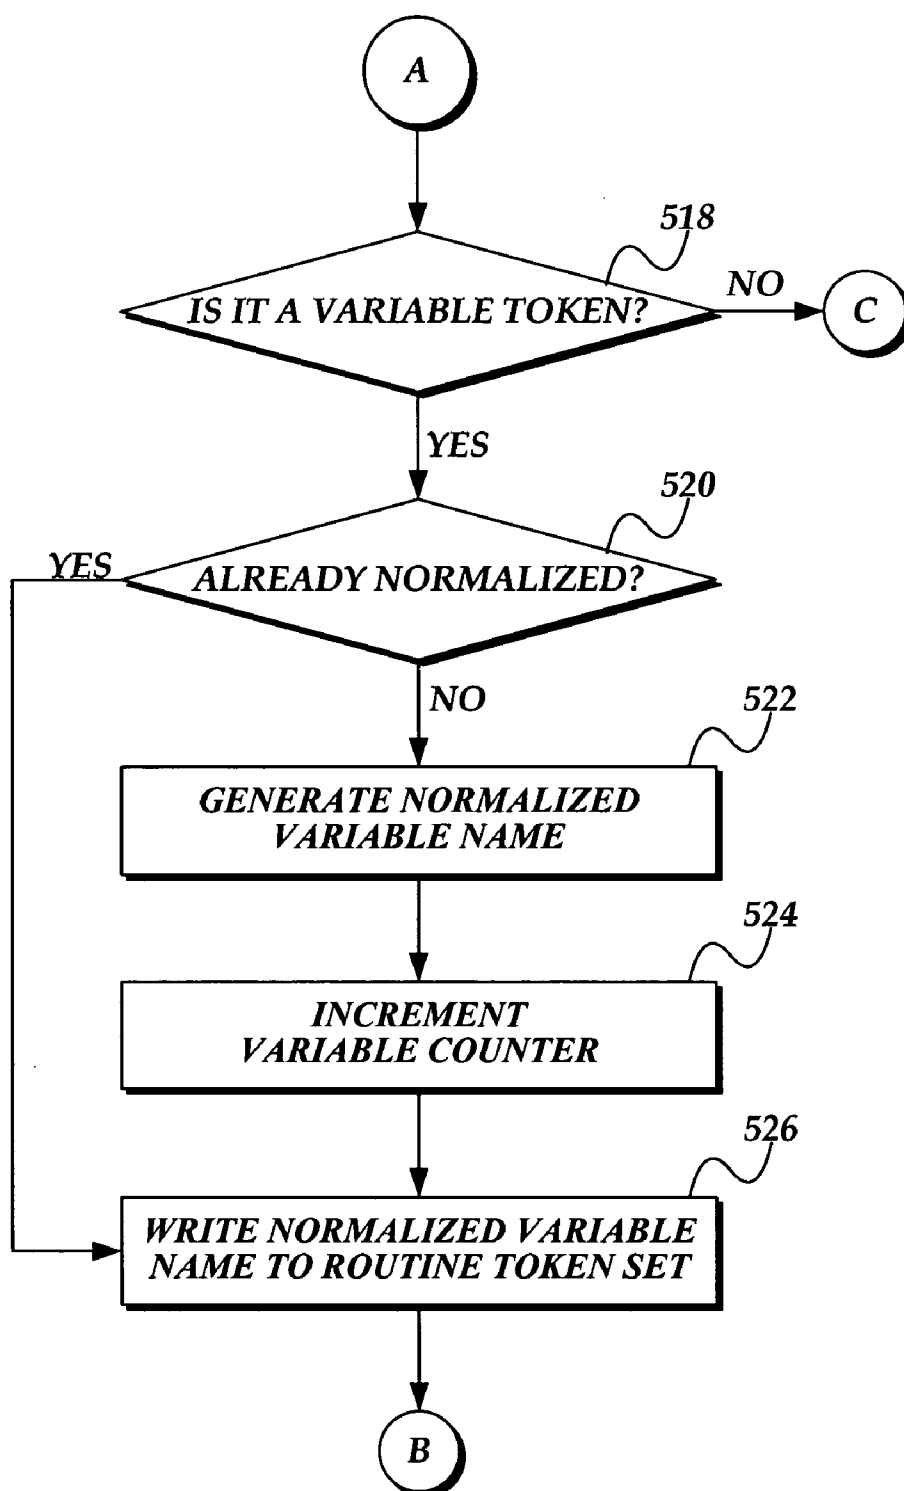 A
518
IS IT A VARIABLE TOKEN?
NO
C
YES
520
YES
ALREADY NORMALIZED?
NO
522
GENERATE NORMALIZED
VARIABLE NAME
524
INCREMENT
VARIABLE COUNTER
526
WRITE NORMALIZED VARIABLE
NAME TO ROUTINE TOKEN SET
B